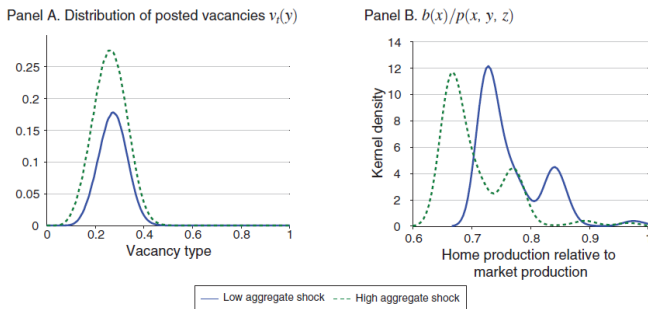 Panel A. Distribution of posted vacancies v_t(y)
0.25
0.2
0.15
0.1
0.05
0
0 0.2 0.4 0.6 0.8 1
Vacancy type
Panel B. b(x)/p(x, y, z)
Kernel density
14
12
10
8
6
4
2
0
0.6 0.7 0.8 0.9 1
Home production relative to
market production
Low aggregate shock High aggregate shock